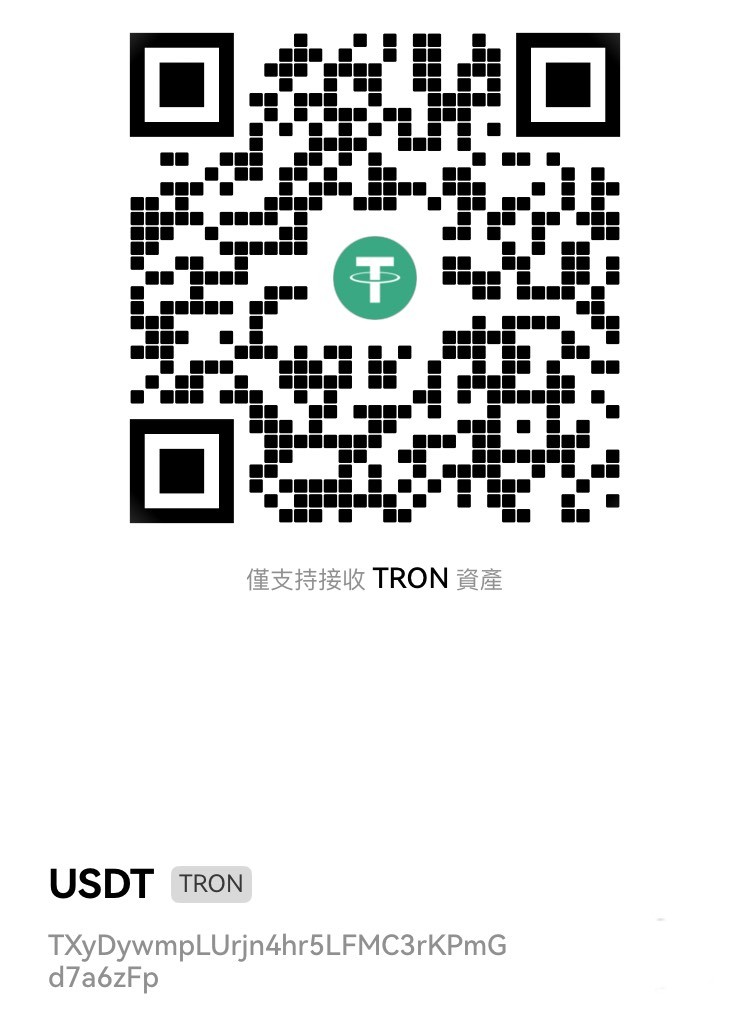 僅支持接收 TRON 資產
USDT TRON
TXyDywmpLUrjn4hr5LFMC3rKPmG
d7a6zFp